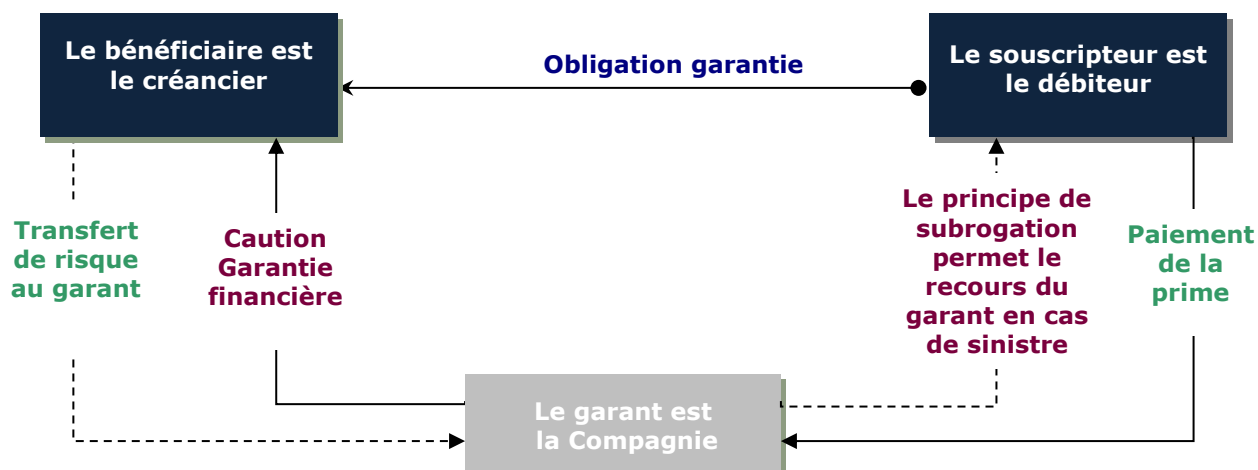 Le bénéficiaire est
le créancier
Obligation garantie
Le souscripteur est
le débiteur
Transfert
de risque
au garant
Caution
Garantie
financière
Le principe de
subrogation
permet le
recours du
garant en cas
de sinistre
Paiement
de la
prime
Le garant est
la Compagnie